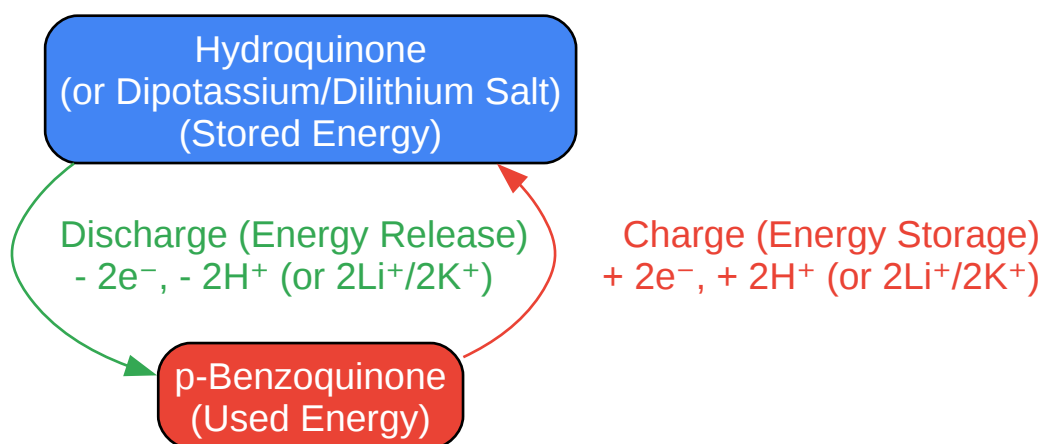 Hydroquinone
(or Dipotassium/Dilithium Salt)
(Stored Energy)
Discharge (Energy Release)
- 2e⁻, - 2H⁺ (or 2Li⁺/2K⁺)
Charge (Energy Storage)
+ 2e⁻, + 2H⁺ (or 2Li⁺/2K⁺)
p-Benzoquinone
(Used Energy)